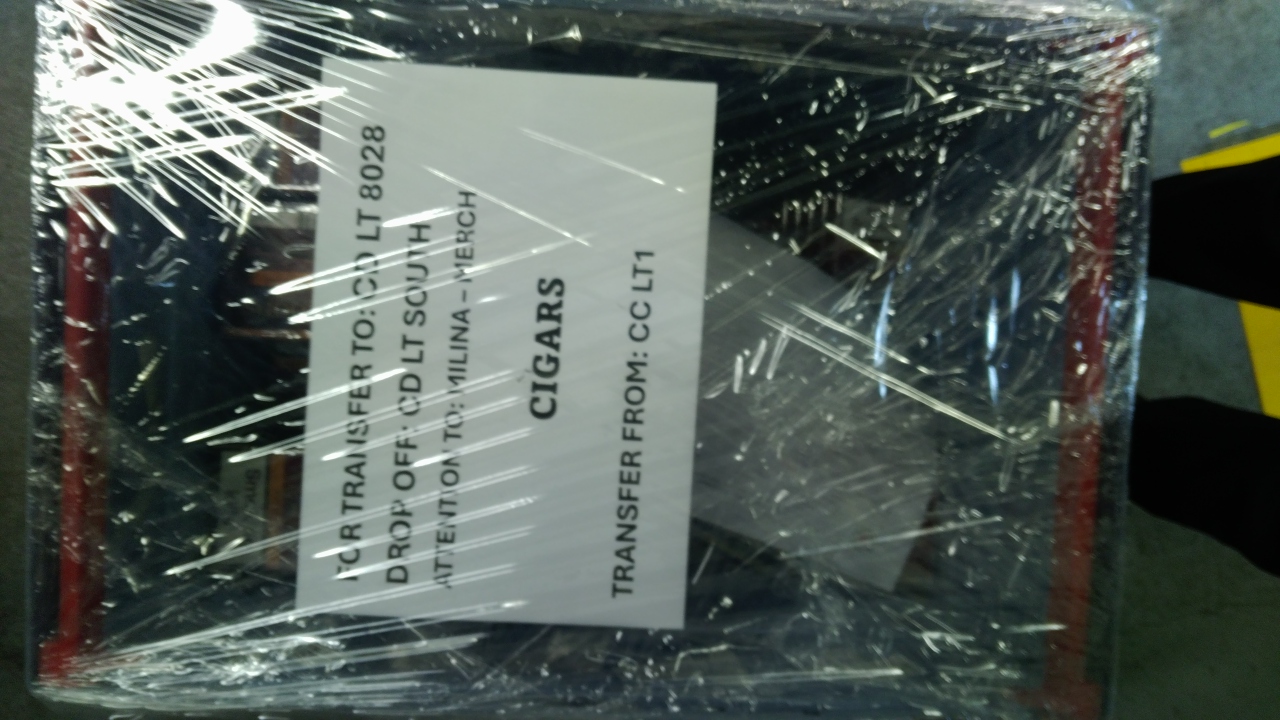 FOR TRANSFER TO: CD LT 8028
DROP OFF: CD LT SOUTH
ATTENTION TO: MILINA – MERCH
CIGARS
TRANSFER FROM: CC LT1